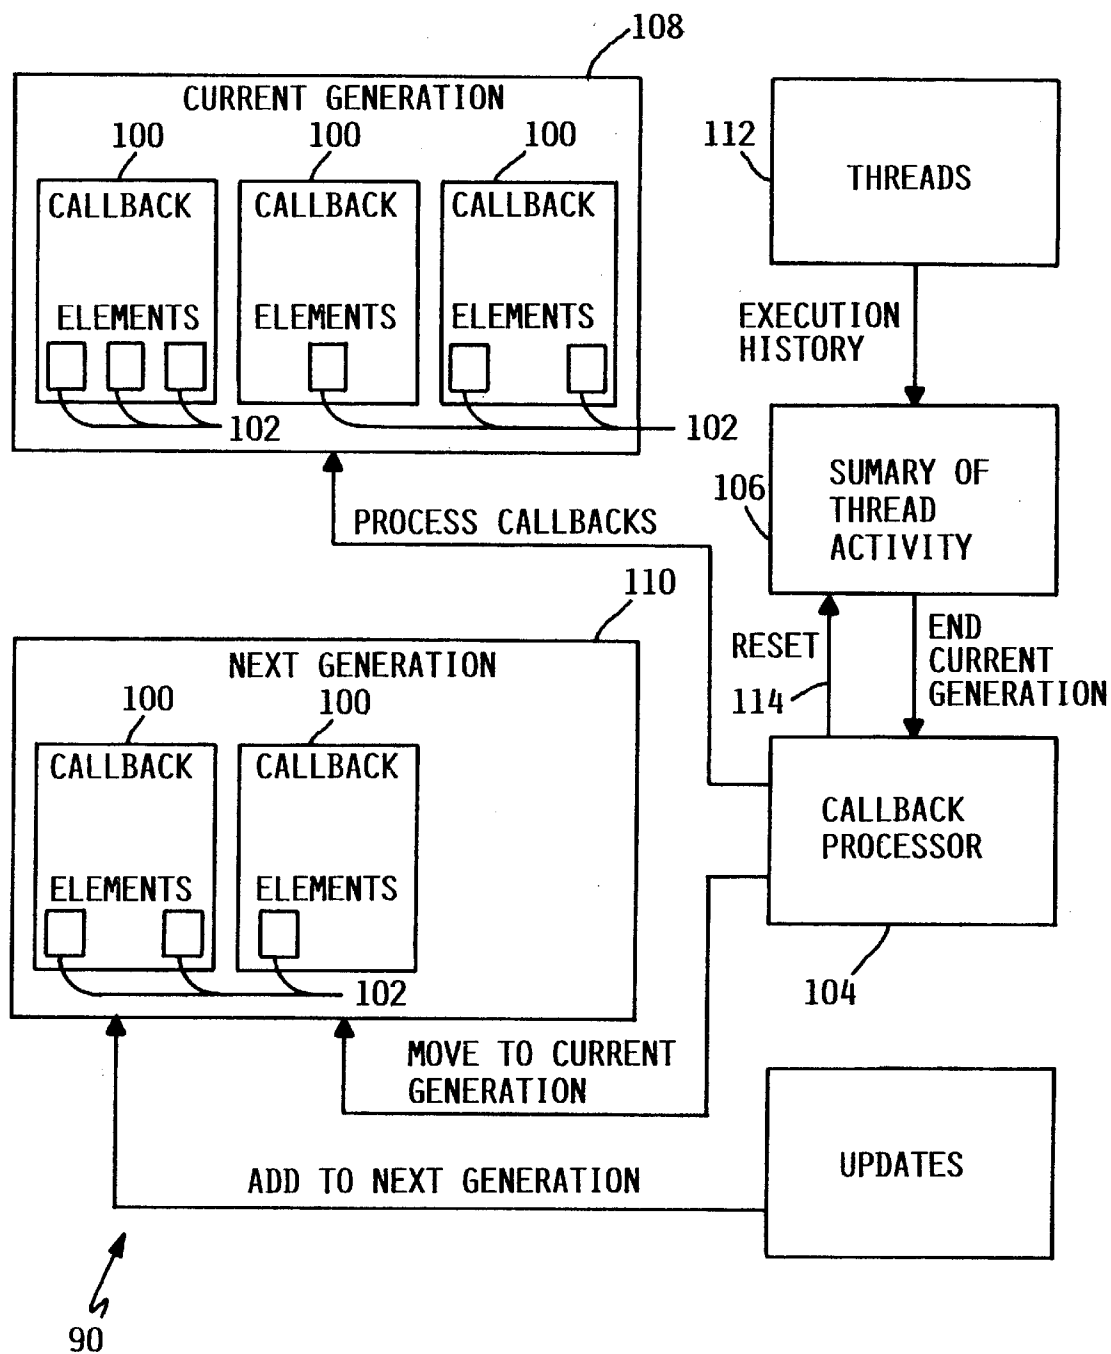 108
CURRENT GENERATION
100
100
100
CALLBACK
CALLBACK
CALLBACK
ELEMENTS
ELEMENTS
ELEMENTS
102
102
112
THREADS
EXECUTION
HISTORY
106
SUMARY OF
THREAD
ACTIVITY
PROCESS CALLBACKS
110
RESET
114
END
CURRENT
GENERATION
NEXT GENERATION
100
100
CALLBACK
CALLBACK
ELEMENTS
ELEMENTS
102
CALLBACK
PROCESSOR
104
MOVE TO CURRENT
GENERATION
UPDATES
ADD TO NEXT GENERATION
90